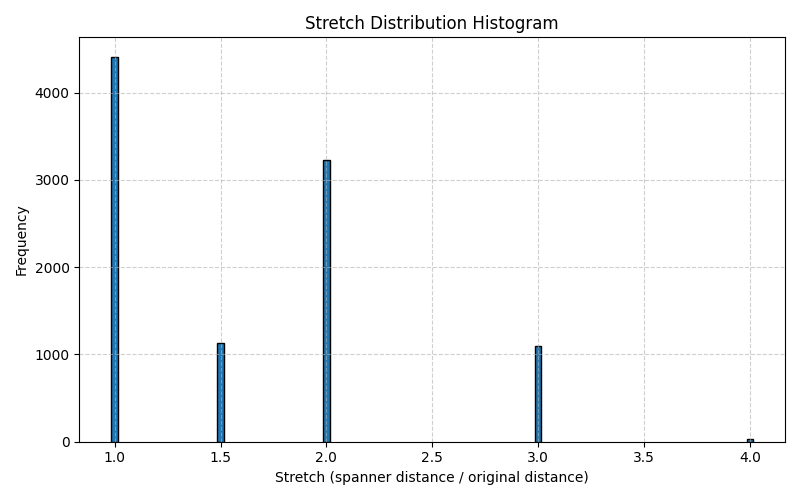 Stretch Distribution Histogram
Frequency
4000
3000
2000
1000
0
1.0 1.5 2.0 2.5 3.0 3.5 4.0
Stretch (spanner distance / original distance)